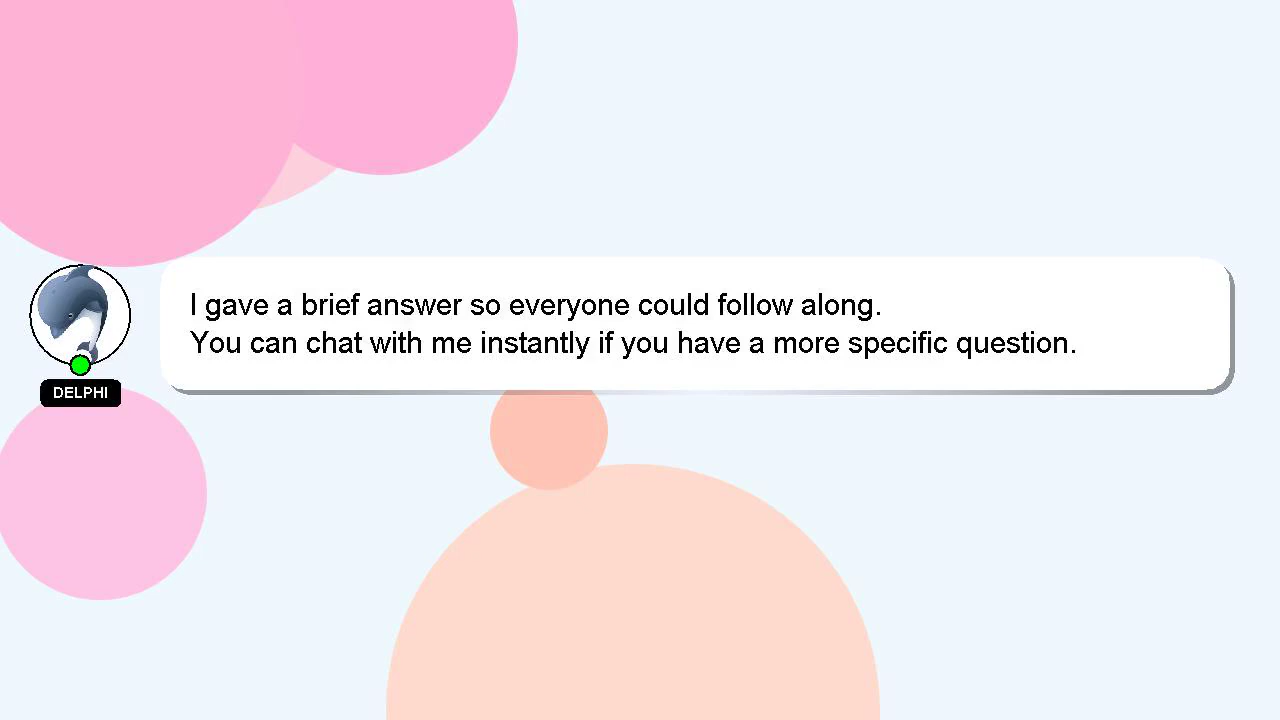 I gave a brief answer so everyone could follow along.
You can chat with me instantly if you have a more specific question.
DELPHI